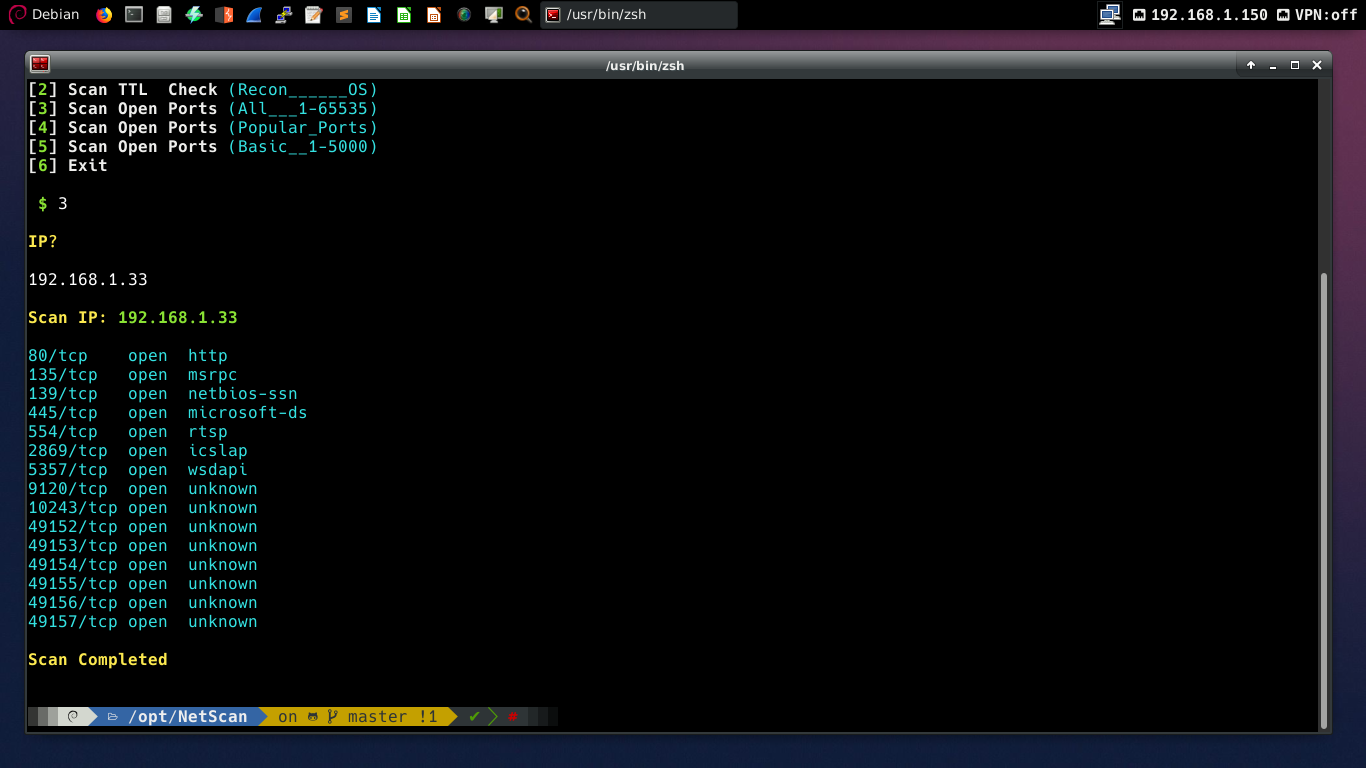 Debian /usr/bin/zsh 192.168.1.150 VPN:off
/usr/bin/zsh
[2] Scan TTL  Check (Recon______OS)
[3] Scan Open Ports (All___1-65535)
[4] Scan Open Ports (Popular_Ports)
[5] Scan Open Ports (Basic__1-5000)
[6] Exit
$ 3
IP?
192.168.1.33
Scan IP: 192.168.1.33
80/tcp    open  http
135/tcp   open  msrpc
139/tcp   open  netbios-ssn
445/tcp   open  microsoft-ds
554/tcp   open  rtsp
2869/tcp  open  icslap
5357/tcp  open  wsdapi
9120/tcp  open  unknown
10243/tcp open  unknown
49152/tcp open  unknown
49153/tcp open  unknown
49154/tcp open  unknown
49155/tcp open  unknown
49156/tcp open  unknown
49157/tcp open  unknown
Scan Completed
/opt/NetScan on master !1 ✔ #